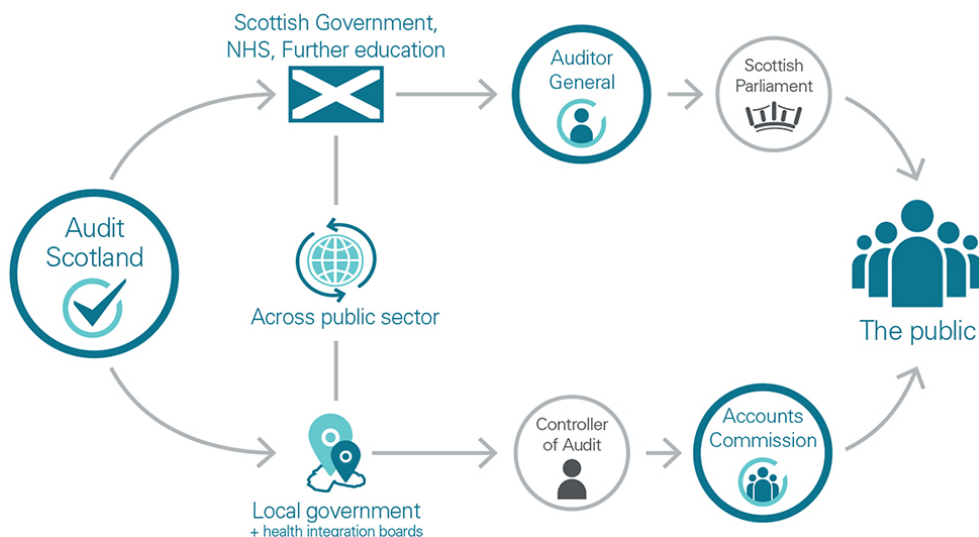 Scottish Government,
NHS, Further education
Auditor
General
Scottish
Parliament
Audit
Scotland
Across public sector
The public
Local government
+ health integration boards
Controller
of Audit
Accounts
Commission